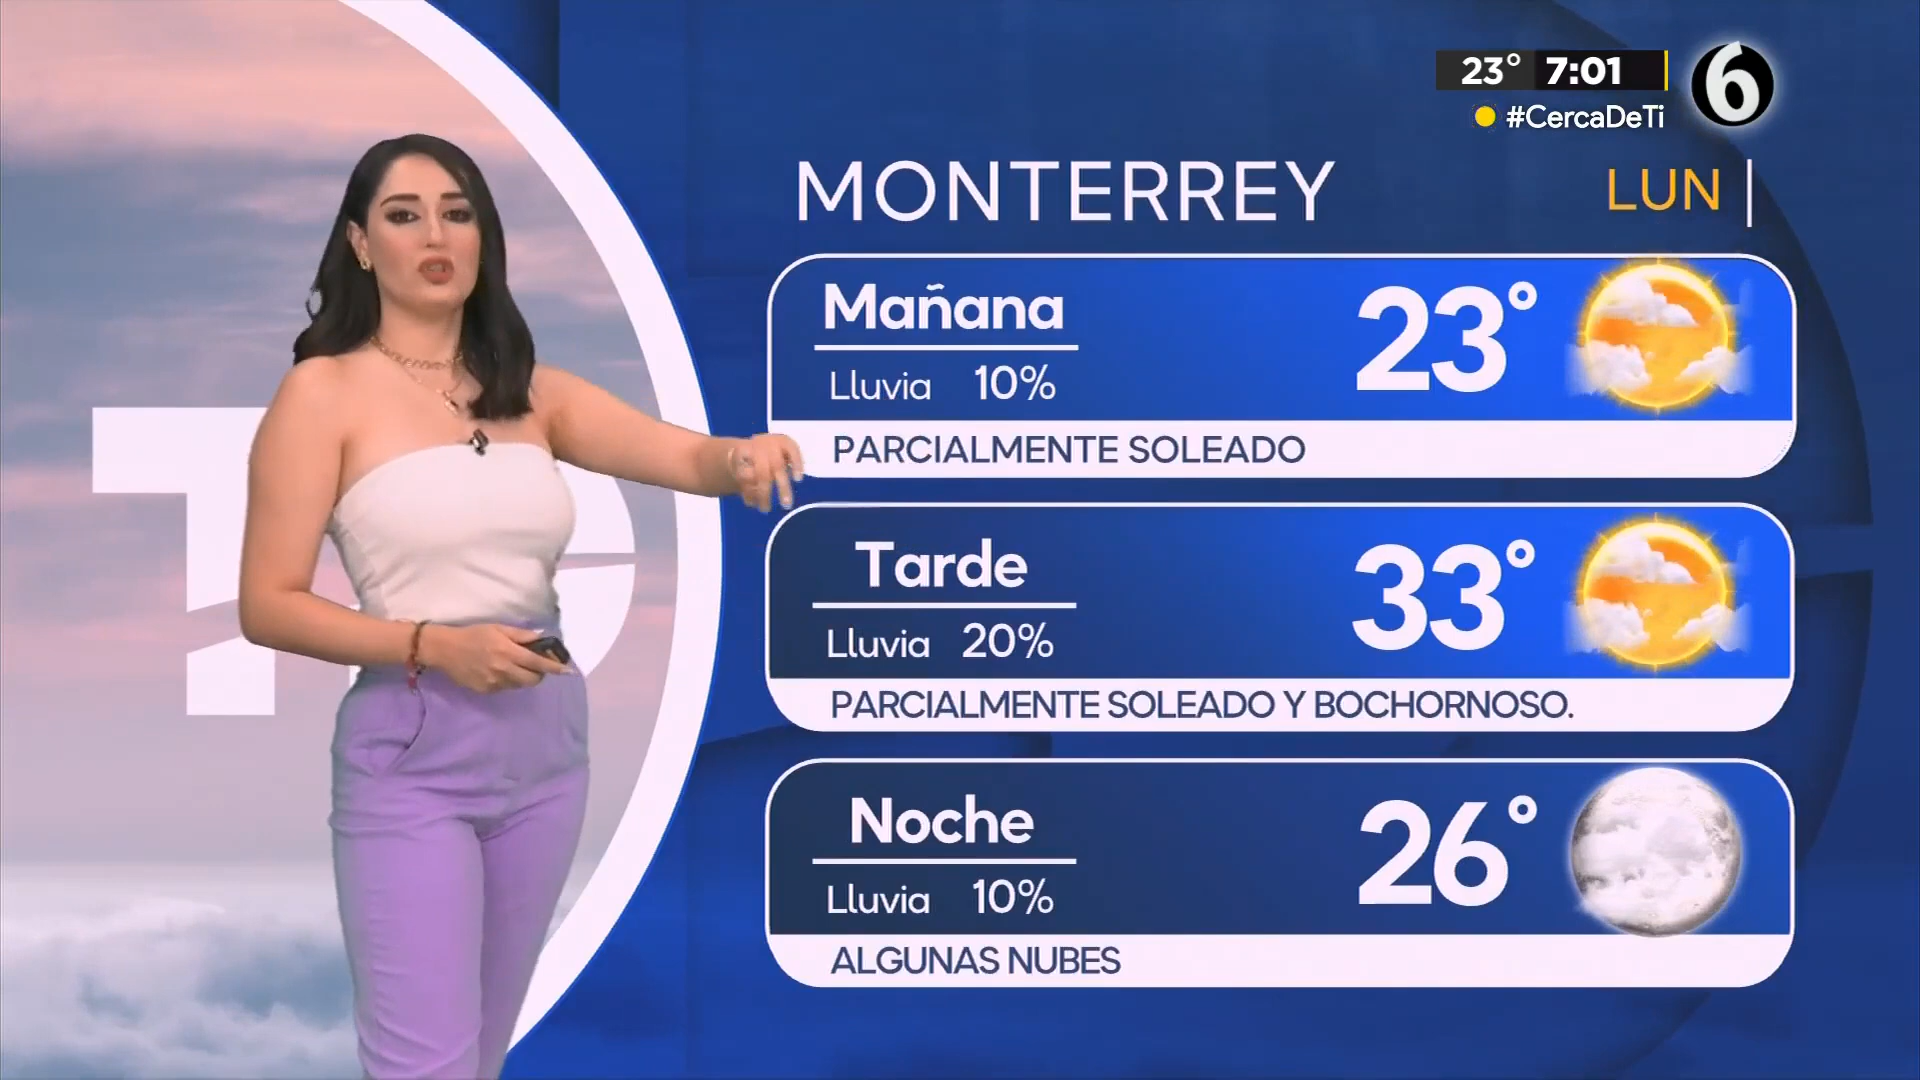 23° 7:01
#CercaDeTi
6
MONTERREY LUN
Mañana 23°
Lluvia 10%
PARCIALMENTE SOLEADO
Tarde 33°
Lluvia 20%
PARCIALMENTE SOLEADO Y BOCHORNOSO.
Noche 26°
Lluvia 10%
ALGUNAS NUBES